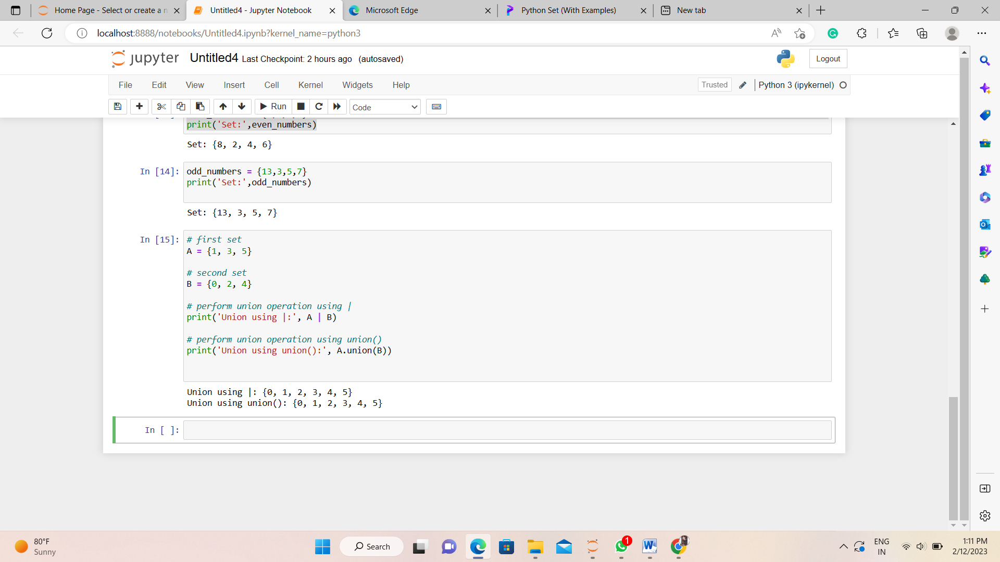 Home Page - Select or create a n
Untitled4 - Jupyter Notebook
Microsoft Edge
Python Set (With Examples)
New tab
localhost:8888/notebooks/Untitled4.ipynb?kernel_name=python3
jupyter Untitled4 Last Checkpoint: 2 hours ago (autosaved)
Logout
File Edit View Insert Cell Kernel Widgets Help
Trusted Python 3 (ipykernel)
Run Code
print('Set:',even_numbers)
Set: {8, 2, 4, 6}
In [14]: odd_numbers = {13,3,5,7}
print('Set:',odd_numbers)
Set: {13, 3, 5, 7}
In [15]: # first set
A = {1, 3, 5}
# second set
B = {0, 2, 4}
# perform union operation using |
print('Union using |:', A | B)
# perform union operation using union()
print('Union using union():', A.union(B))
Union using |: {0, 1, 2, 3, 4, 5}
Union using union(): {0, 1, 2, 3, 4, 5}
In [ ]:
80°F
Sunny
Search
1
ENG
IN
1:11 PM
2/12/2023